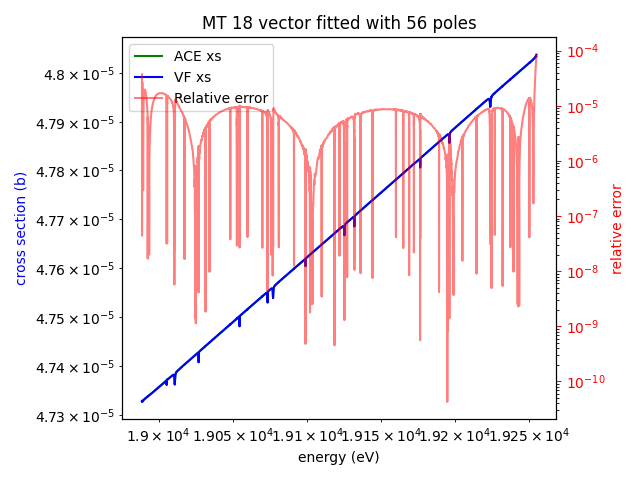 MT 18 vector fitted with 56 poles
ACE xs
VF xs
Relative error
cross section (b)
4.8 × 10⁻⁵
4.79 × 10⁻⁵
4.78 × 10⁻⁵
4.77 × 10⁻⁵
4.76 × 10⁻⁵
4.75 × 10⁻⁵
4.74 × 10⁻⁵
4.73 × 10⁻⁵
10⁻⁴
10⁻⁵
10⁻⁶
10⁻⁷
10⁻⁸
10⁻⁹
10⁻¹⁰
relative error
1.9 × 10⁴ 1.905 × 10⁴ 1.91 × 10⁴ 1.915 × 10⁴ 1.92 × 10⁴ 1.925 × 10⁴
energy (eV)